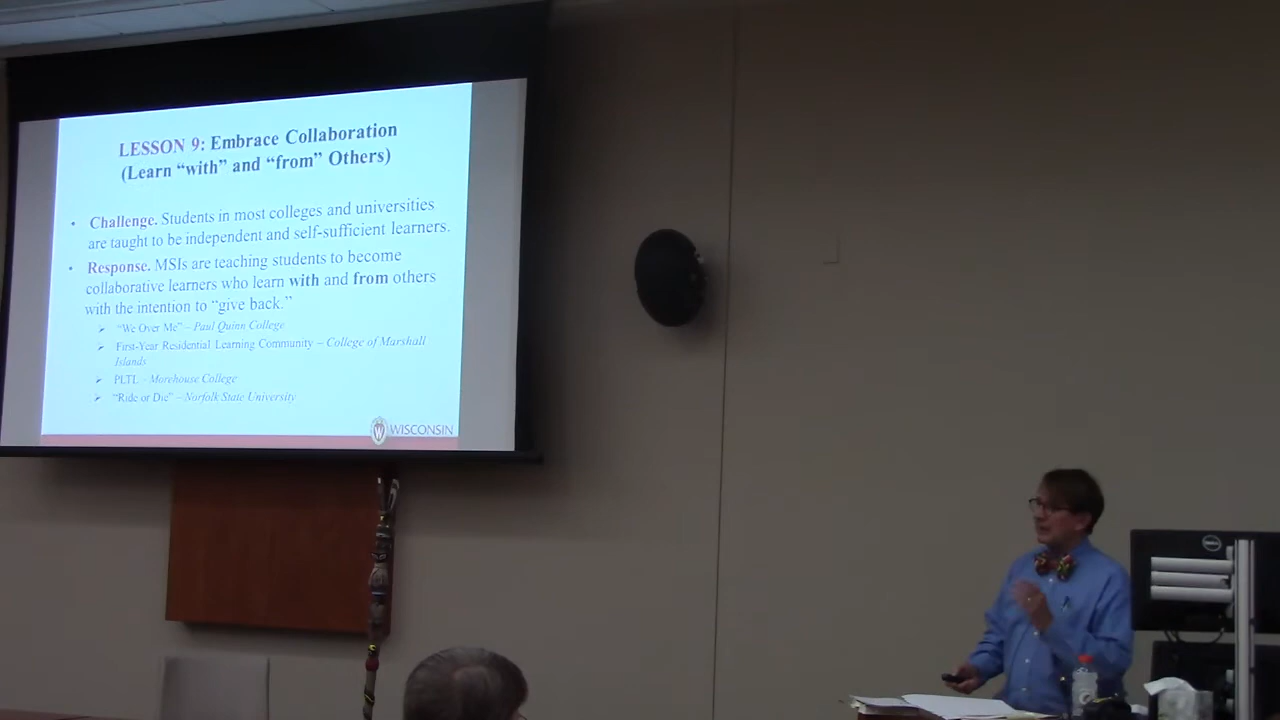 LESSON 9: Embrace Collaboration
(Learn “with” and “from” Others)
• Challenge. Students in most colleges and universities
are taught to be independent and self-sufficient learners.
• Response. MSIs are teaching students to become
collaborative learners who learn with and from others
with the intention to “give back.”
➢ “We Over Me” – Paul Quinn College
➢ First-Year Residential Learning Community – College of Marshall
Islands
➢ PLTL – Morehouse College
➢ “Ride or Die” – Norfolk State University
W WISCONSIN
DELL